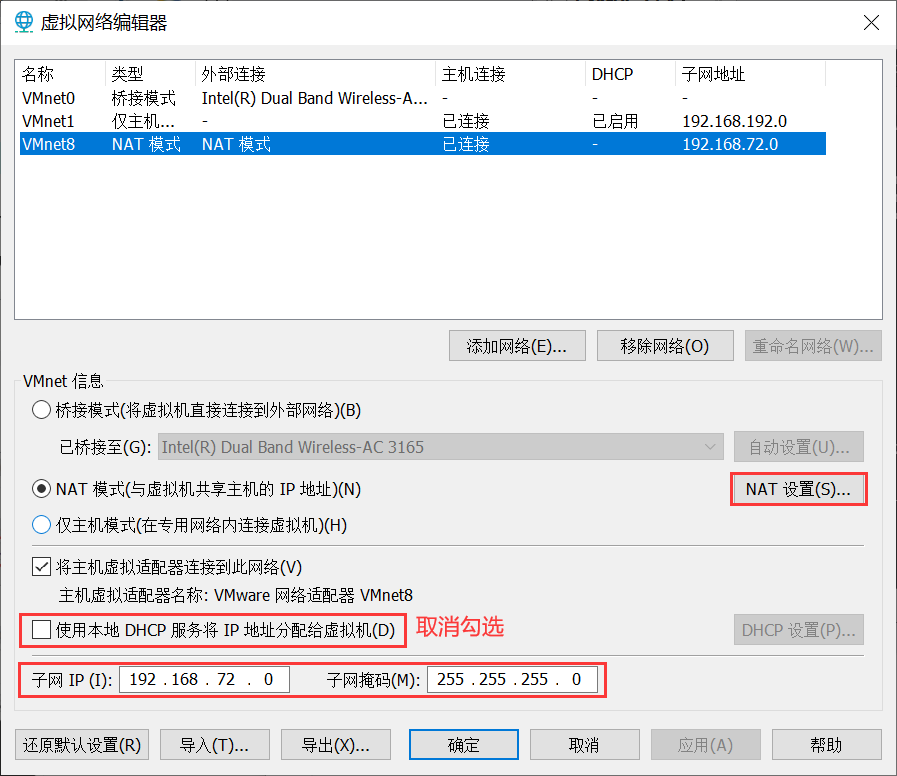 虚拟网络编辑器
名称 类型 外部连接 主机连接 DHCP 子网地址
VMnet0 桥接模式 Intel(R) Dual Band Wireless-A... - - -
VMnet1 仅主机... - 已连接 已启用 192.168.192.0
VMnet8 NAT 模式 NAT 模式 已连接 - 192.168.72.0
添加网络(E)... 移除网络(O) 重命名网络(W)...
VMnet 信息
桥接模式(将虚拟机直接连接到外部网络)(B)
已桥接至(G): Intel(R) Dual Band Wireless-AC 3165 自动设置(U)...
NAT 模式(与虚拟机共享主机的 IP 地址)(N) NAT 设置(S)...
仅主机模式(在专用网络内连接虚拟机)(H)
将主机虚拟适配器连接到此网络(V)
主机虚拟适配器名称: VMware 网络适配器 VMnet8
使用本地 DHCP 服务将 IP 地址分配给虚拟机(D) 取消勾选 DHCP 设置(P)...
子网 IP (I): 192 . 168 . 72 . 0 子网掩码(M): 255 . 255 . 255 . 0
还原默认设置(R) 导入(T)... 导出(X)... 确定 取消 应用(A) 帮助